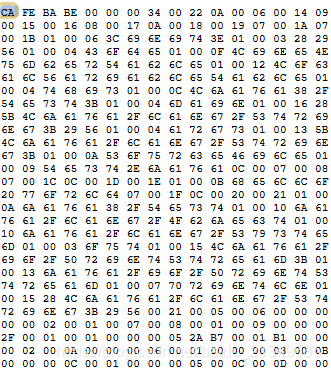 CA FE BA BE 00 00 00 34 00 22 0A 00 06 00 14 09
00 15 00 16 08 00 17 0A 00 18 00 19 07 00 1A 07
00 1B 01 00 06 3C 69 6E 69 74 3E 01 00 03 28 29
56 01 00 04 43 6F 64 65 01 00 0F 4C 69 6E 65 4E
75 6D 62 65 72 54 61 62 6C 65 01 00 12 4C 6F 63
61 6C 56 61 72 69 61 62 6C 65 54 61 62 6C 65 01
00 04 74 68 69 73 01 00 0C 4C 6A 61 76 61 38 2F
54 65 73 74 3B 01 00 04 6D 61 69 6E 01 00 16 28
5B 4C 6A 61 76 61 2F 6C 61 6E 67 2F 53 74 72 69
6E 67 3B 29 56 01 00 04 61 72 67 73 01 00 13 5B
4C 6A 61 76 61 2F 6C 61 6E 67 2F 53 74 72 69 6E
67 3B 01 00 0A 53 6F 75 72 63 65 46 69 6C 65 01
00 09 54 65 73 74 2E 6A 61 76 61 0C 00 07 00 08
07 00 1C 0C 00 1D 00 1E 01 00 0B 68 65 6C 6C 6F
20 77 6F 72 6C 64 07 00 1F 0C 00 20 00 21 01 00
0A 6A 61 76 61 38 2F 54 65 73 74 01 00 10 6A 61
76 61 2F 6C 61 6E 67 2F 4F 62 6A 65 63 74 01 00
10 6A 61 76 61 2F 6C 61 6E 67 2F 53 79 73 74 65
6D 01 00 03 6F 75 74 01 00 15 4C 6A 61 76 61 2F
69 6F 2F 50 72 69 6E 74 53 74 72 65 61 6D 3B 01
00 13 6A 61 76 61 2F 69 6F 2F 50 72 69 6E 74 53
74 72 65 61 6D 01 00 07 70 72 69 6E 74 6C 6E 01
00 15 28 4C 6A 61 76 61 2F 6C 61 6E 67 2F 53 74
72 69 6E 67 3B 29 56 00 21 00 05 00 06 00 00 00
00 00 02 00 01 00 07 00 08 00 01 00 09 00 00 00
2F 00 01 00 01 00 00 00 05 2A B7 00 01 B1 00 00
00 02 00 0A 00 00 00 06 00 01 00 00 00 03 00 0B
00 00 00 0C 00 01 00 00 00 05 00 0C 00 0D 00 00